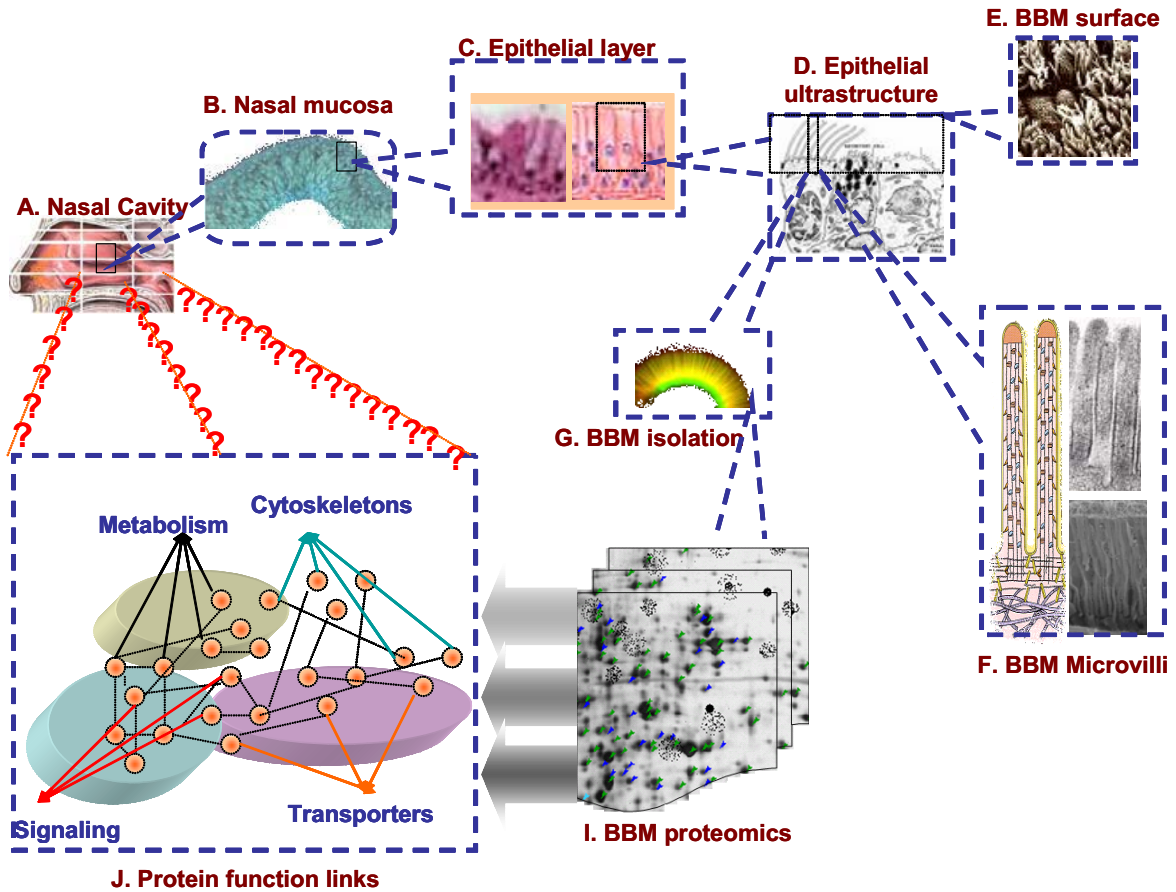 E. BBM surface
C. Epithelial layer
D. Epithelial
ultrastructure
B. Nasal mucosa
A. Nasal Cavity
? ? ? ? ? ? ?
? ? ? ? ? ? ? ? ?
? ? ? ? ? ? ? ? ? ? ? ? ? ? ? ?
G. BBM isolation
F. BBM Microvilli
Cytoskeletons
Metabolism
Transporters
Signaling
I. BBM proteomics
J. Protein function links